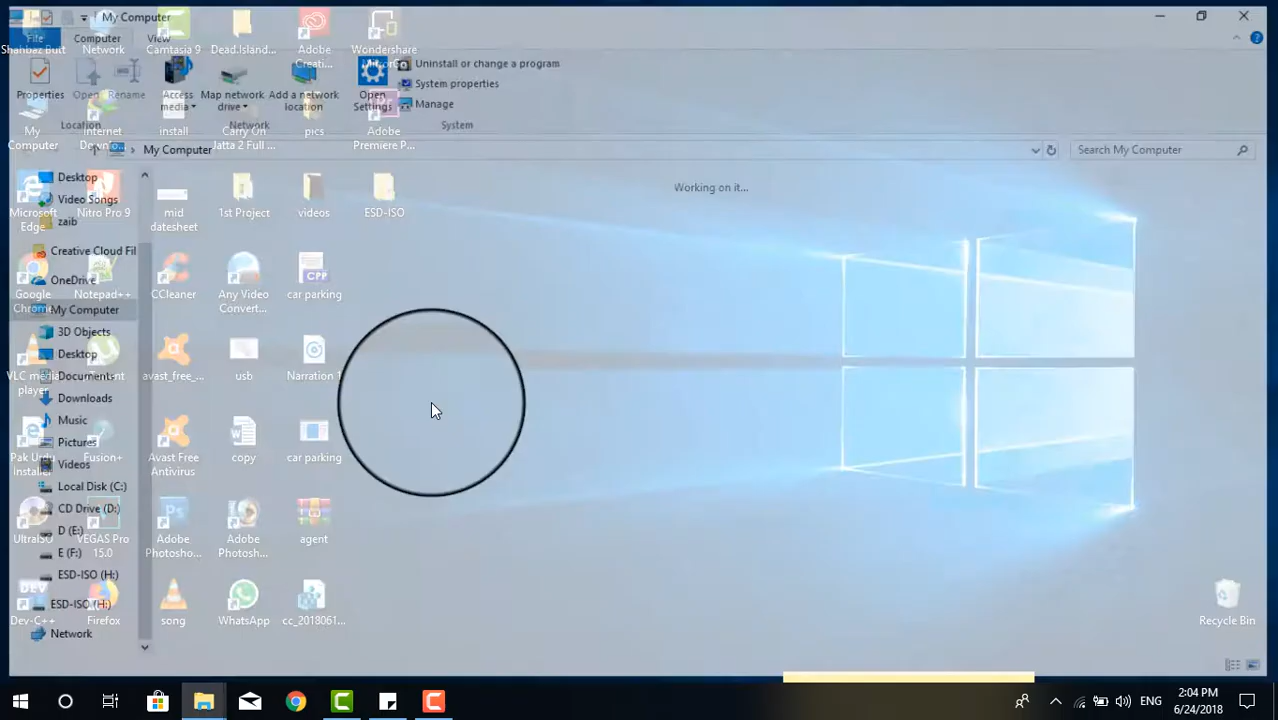 My Computer
File
Computer
View
Properties
Open
Rename
Access media
Map network drive
Add a network location
Open Settings
Uninstall or change a program
System properties
Manage
Location
Network
System
My Computer
Search My Computer
Working on it...
Desktop
Video Songs
zaib
Creative Cloud Fil
OneDrive
My Computer
3D Objects
Desktop
Documents
Downloads
Music
Pictures
Videos
Local Disk (C:)
CD Drive (D:)
D (E:)
E (F:)
ESD-ISO (H:)
ESD-ISO (H:)
Network
Shahbaz Butt
Network
Camtasia 9
Dead.Island....
Adobe Creati...
Wondershare
My Computer
Internet Downlo...
install
Carry On Jatta 2 Full ...
pics
Adobe Premiere P...
Microsoft Edge
Nitro Pro 9
mid datesheet
1st Project
videos
ESD-ISO
Google Chrome
Notepad++
CCleaner
Any Video Convert...
car parking
VLC media player
avast_free_...
usb
Narration 1
Pak Urdu Installer
Fusion+
Avast Free Antivirus
copy
car parking
UltraISO
VEGAS Pro 15.0
Adobe Photosho...
Adobe Photosh...
agent
Dev-C++
Firefox
song
WhatsApp
cc_2018061...
Recycle Bin
ENG
2:04 PM
6/24/2018